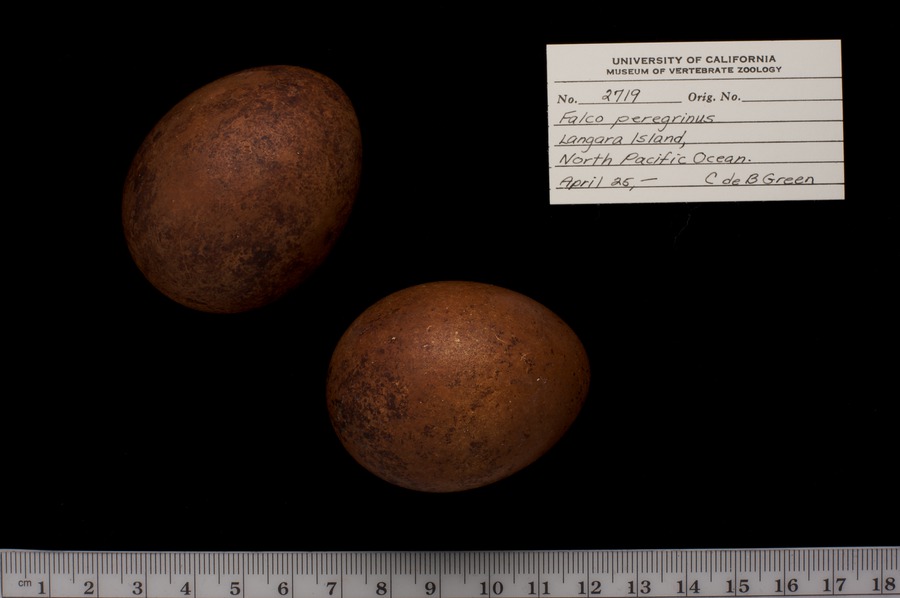 UNIVERSITY OF CALIFORNIA
MUSEUM OF VERTEBRATE ZOOLOGY
No. 2719 Orig. No.
Falco peregrinus
Langara Island,
North Pacific Ocean.
April 25, — C de B Green
cm 1 2 3 4 5 6 7 8 9 10 11 12 13 14 15 16 17 18